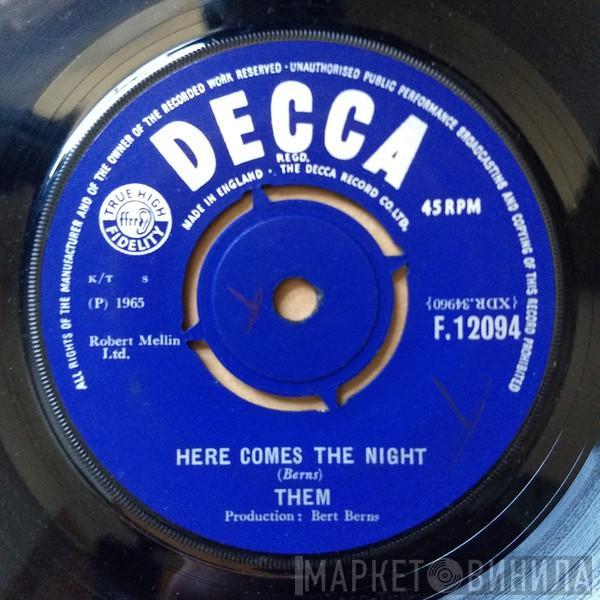 ALL RIGHTS OF THE MANUFACTURER AND OF THE OWNER OF THE RECORDED WORK RESERVED · UNAUTHORISED PUBLIC PERFORMANCE BROADCASTING AND COPYING OF THIS RECORD PROHIBITED
DECCA
REGD.
MADE IN ENGLAND · THE DECCA RECORD CO. LTD.
TRUE HIGH
ffrr
FIDELITY
45 RPM
K/T S
(P) 1965
{XDR.34960}
F.12094
Robert Mellin
Ltd.
HERE COMES THE NIGHT
(Berns)
THEM
Production: Bert Berns
МАРКЕТ ВИНИЛА